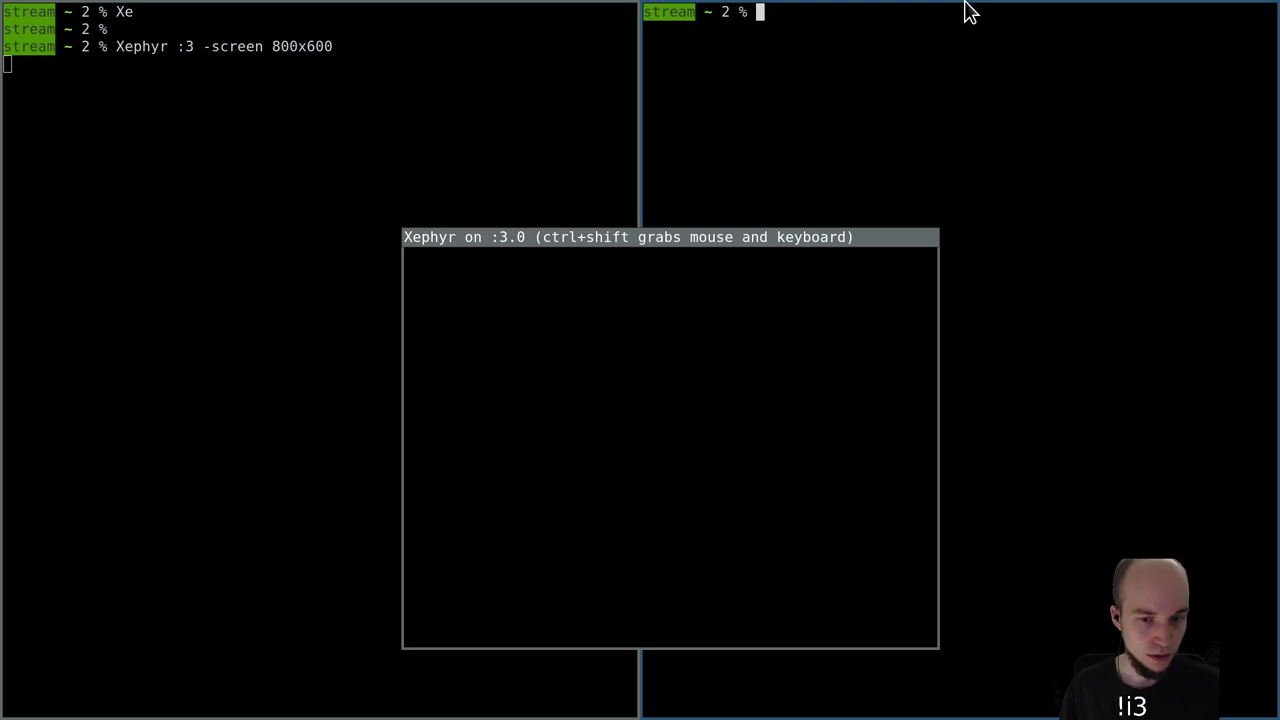 stream ~ 2 % Xe
stream ~ 2 %
stream ~ 2 % Xephyr :3 -screen 800x600
stream ~ 2 %
Xephyr on :3.0 (ctrl+shift grabs mouse and keyboard)
!i3